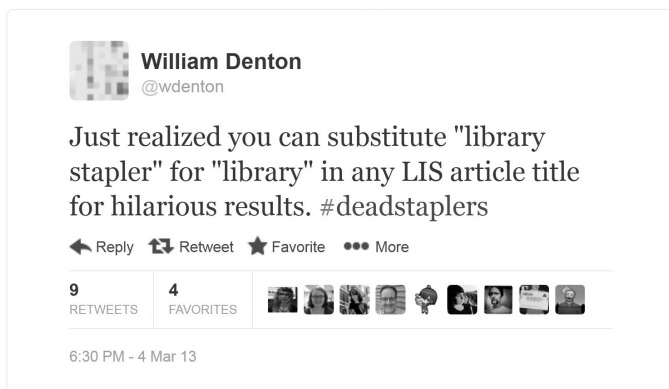 William Denton
@wdenton
Just realized you can substitute "library
stapler" for "library" in any LIS article title
for hilarious results. #deadstaplers
Reply Retweet Favorite More
9 4
RETWEETS FAVORITES
6:30 PM - 4 Mar 13